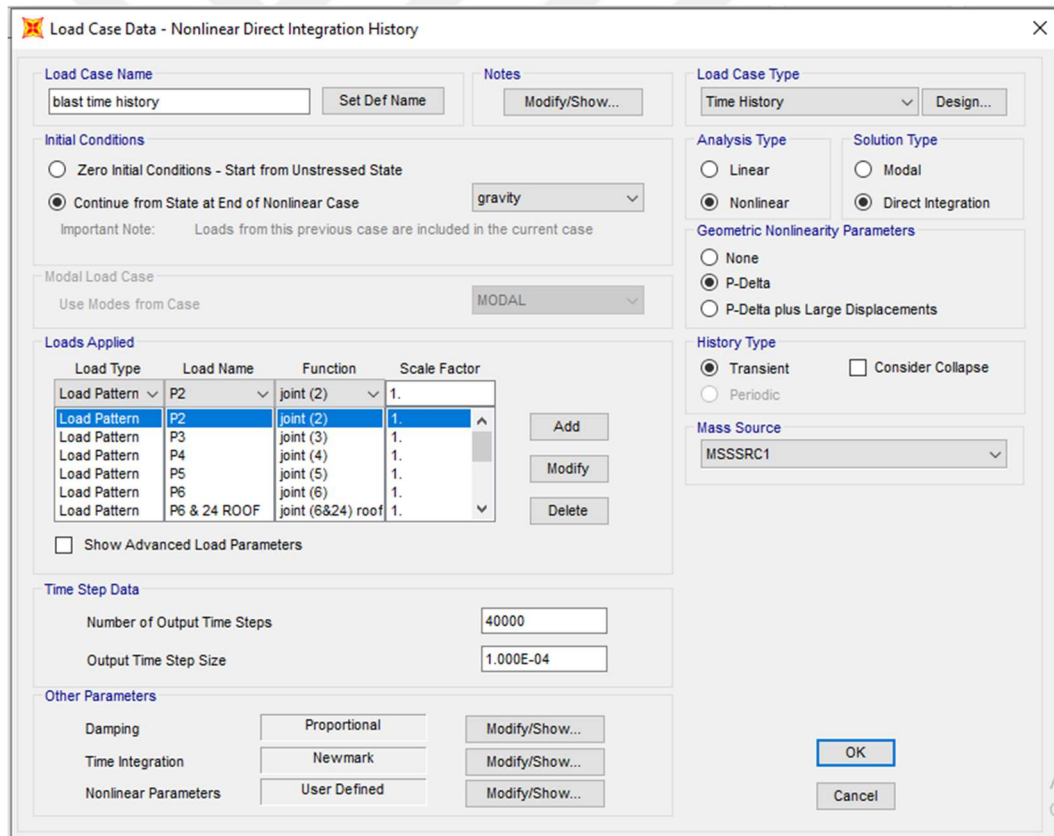 Load Case Data - Nonlinear Direct Integration History
Load Case Name
blast time history
Set Def Name
Notes
Modify/Show...
Load Case Type
Time History
Design...
Initial Conditions
Zero Initial Conditions - Start from Unstressed State
Continue from State at End of Nonlinear Case
gravity
Important Note: Loads from this previous case are included in the current case
Analysis Type
Linear
Nonlinear
Solution Type
Modal
Direct Integration
Geometric Nonlinearity Parameters
None
P-Delta
P-Delta plus Large Displacements
Modal Load Case
Use Modes from Case
MODAL
Loads Applied
Load Type Load Name Function Scale Factor
Load Pattern P2 joint (2) 1.
Load Pattern P2 joint (2) 1.
Load Pattern P3 joint (3) 1.
Load Pattern P4 joint (4) 1.
Load Pattern P5 joint (5) 1.
Load Pattern P6 joint (6) 1.
Load Pattern P6 & 24 ROOF joint (6&24) roof 1.
Add
Modify
Delete
Show Advanced Load Parameters
History Type
Transient
Consider Collapse
Periodic
Mass Source
MSSSRC1
Time Step Data
Number of Output Time Steps 40000
Output Time Step Size 1.000E-04
Other Parameters
Damping Proportional Modify/Show...
Time Integration Newmark Modify/Show...
Nonlinear Parameters User Defined Modify/Show...
OK
Cancel